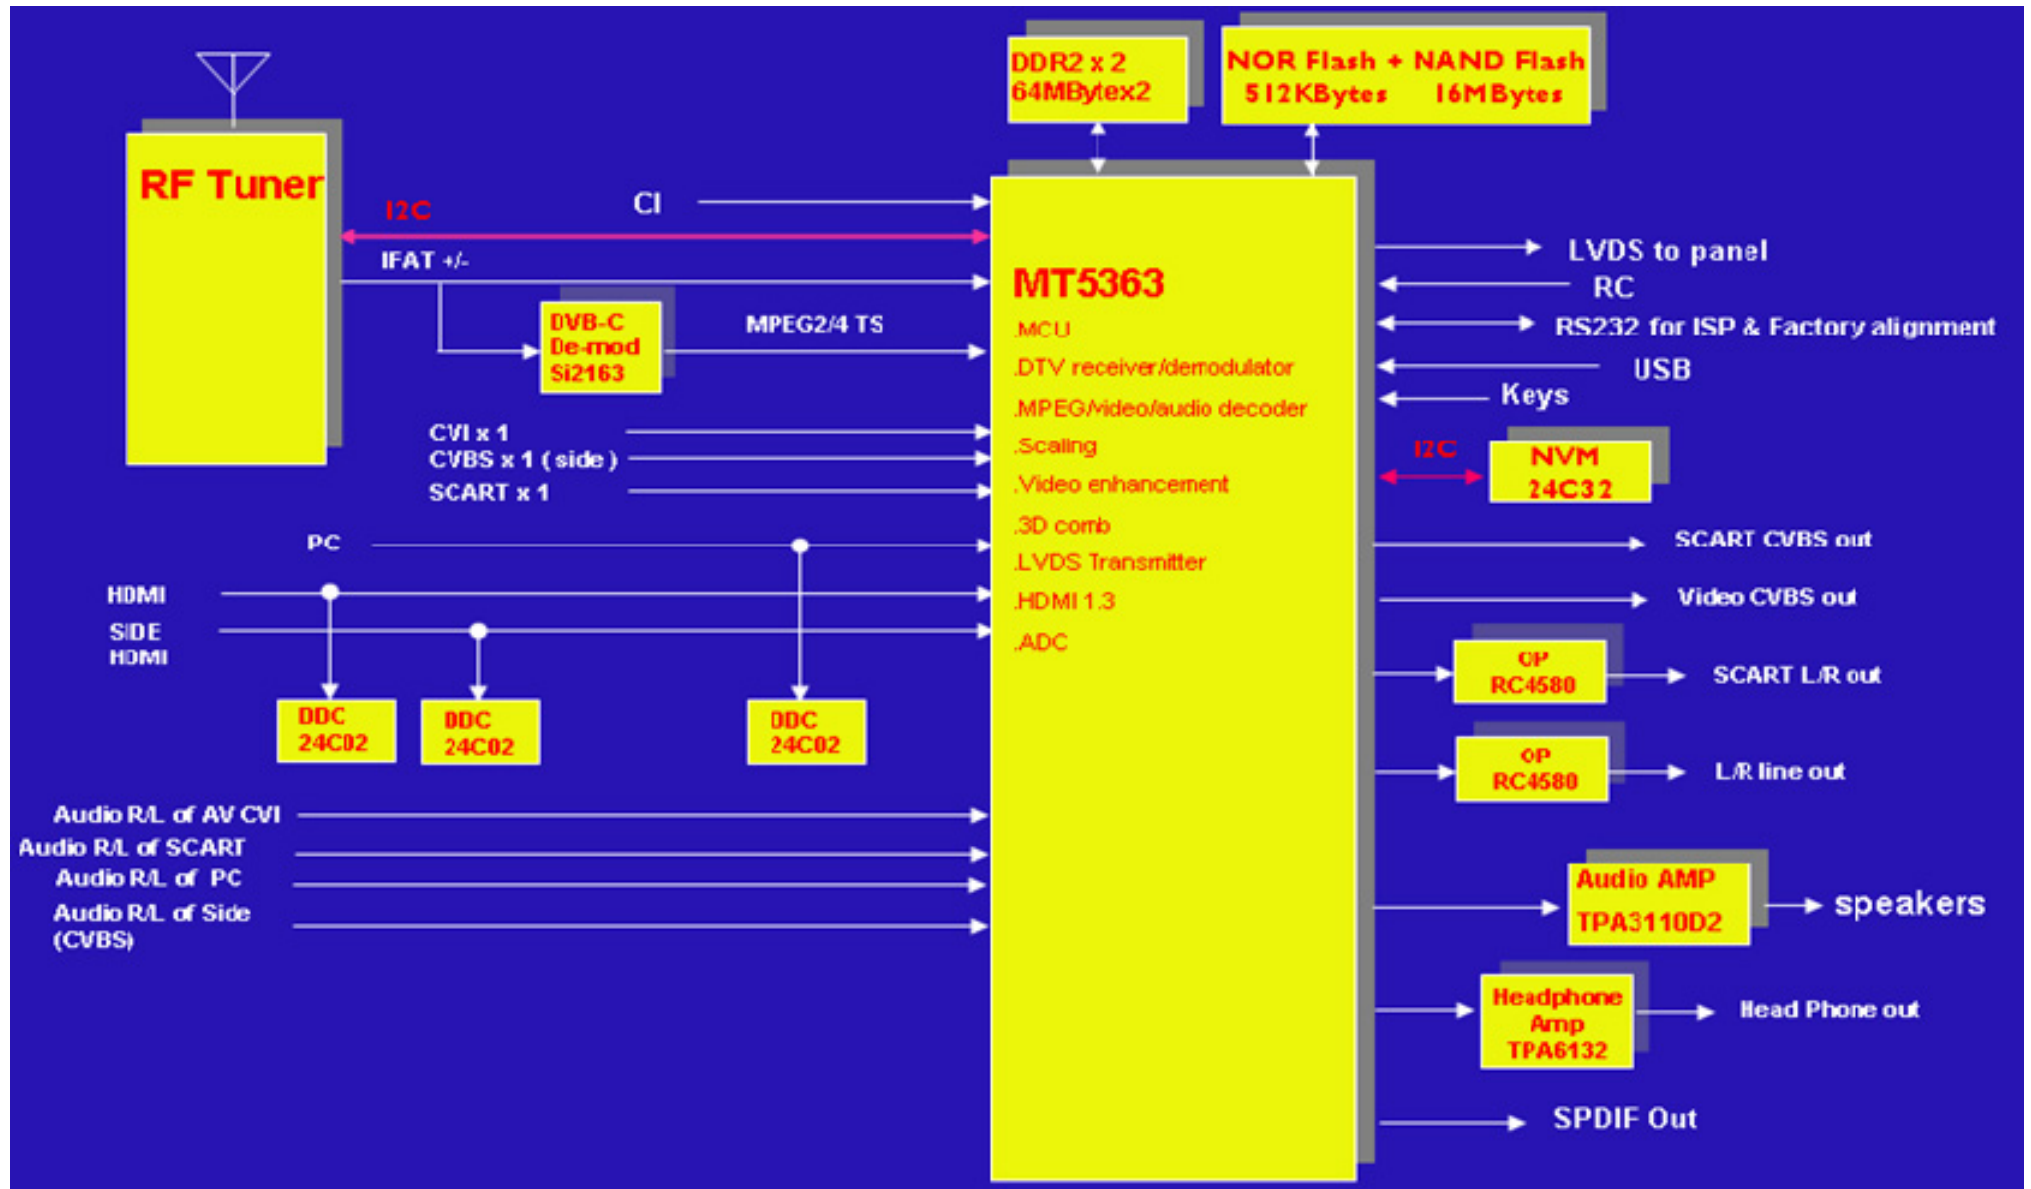 DDR2 x 2
64MBytex2
NOR Flash + NAND Flash
512KBytes 16MBytes
RF Tuner
I2C
CI
IFAT +/-
DVB-C
De-mod
Si2163
MPEG2/4 TS
CVI x 1
CVBS x 1 ( side )
SCART x 1
PC
HDMI
SIDE
HDMI
DDC
24C02
DDC
24C02
DDC
24C02
Audio R/L of AV CVI
Audio R/L of SCART
Audio R/L of PC
Audio R/L of Side
(CVBS)
MT5363
.MCU
.DTV receiver/demodulator
.MPEG/video/audio decoder
.Scaling
.Video enhancement
.3D comb
.LVDS Transmitter
.HDMI 1.3
.ADC
LVDS to panel
RC
RS232 for ISP & Factory alignment
USB
Keys
I2C
NVM
24C32
SCART CVBS out
Video CVBS out
OP
RC4580
SCART L/R out
OP
RC4580
L/R line out
Audio AMP
TPA3110D2
speakers
Headphone
Amp
TPA6132
Head Phone out
SPDIF Out